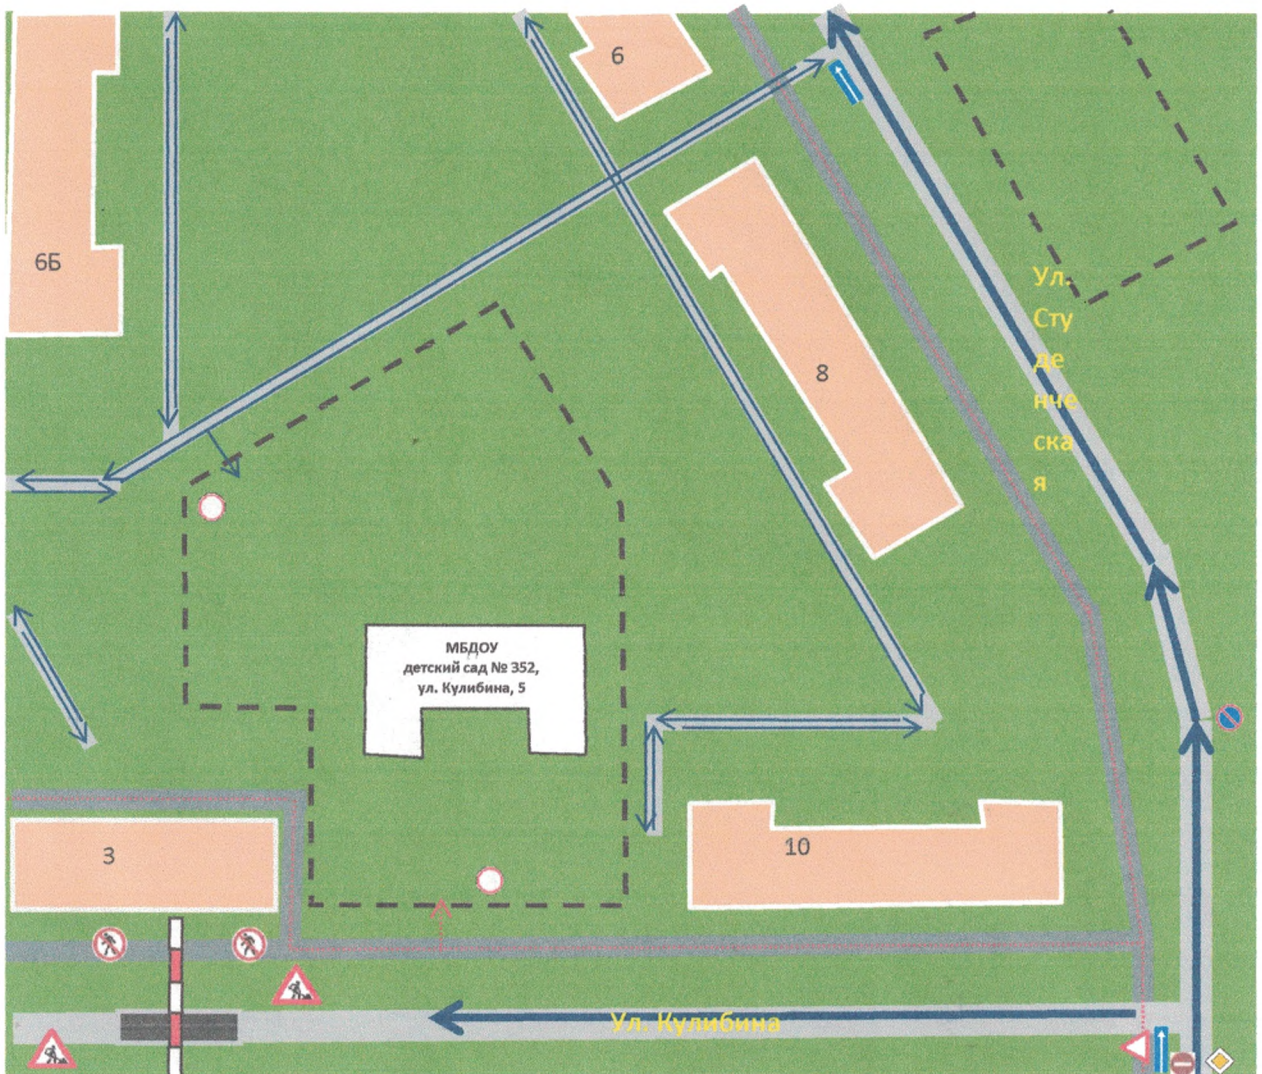 6
6Б
Ул.
Сту
де
нче
ска
я
8
МБДОУ
детский сад № 352,
ул. Кулибина, 5
3
10
Ул. Кулибина